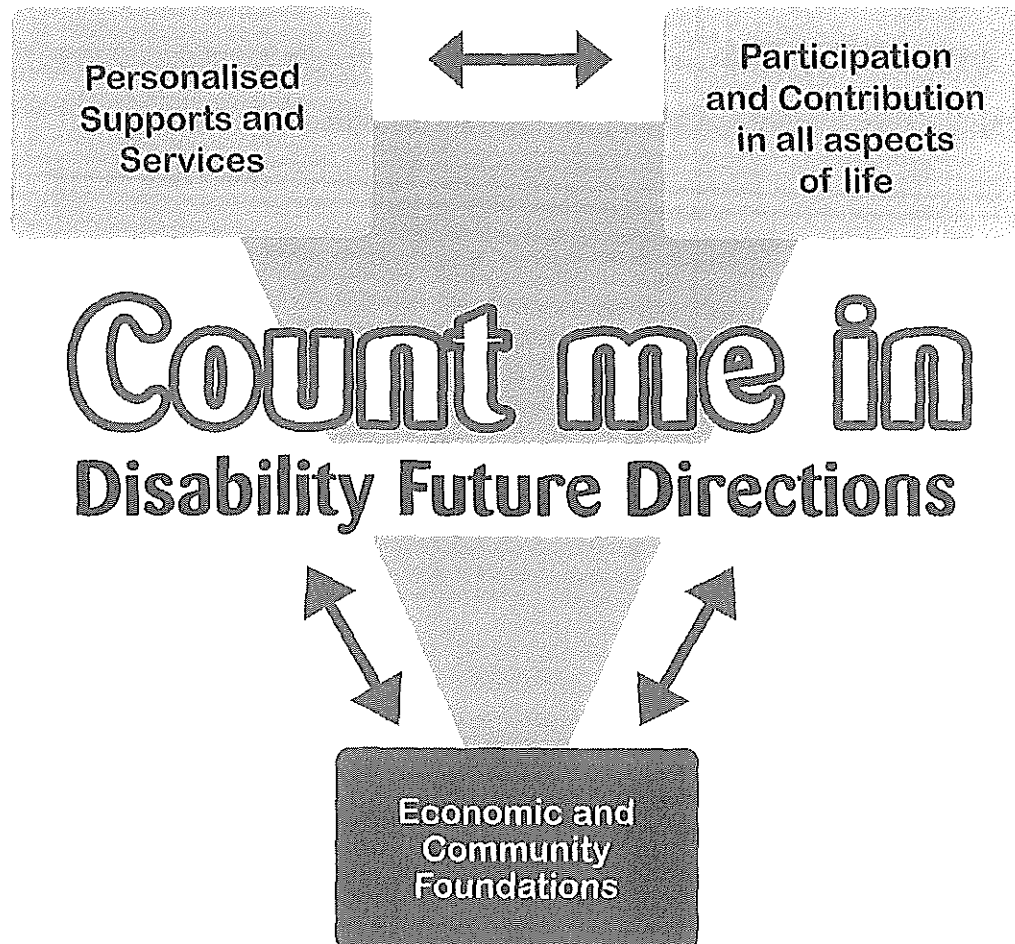 Personalised
Supports and
Services
Participation
and Contribution
in all aspects
of life
Count me in
Disability Future Directions
Economic and
Community
Foundations